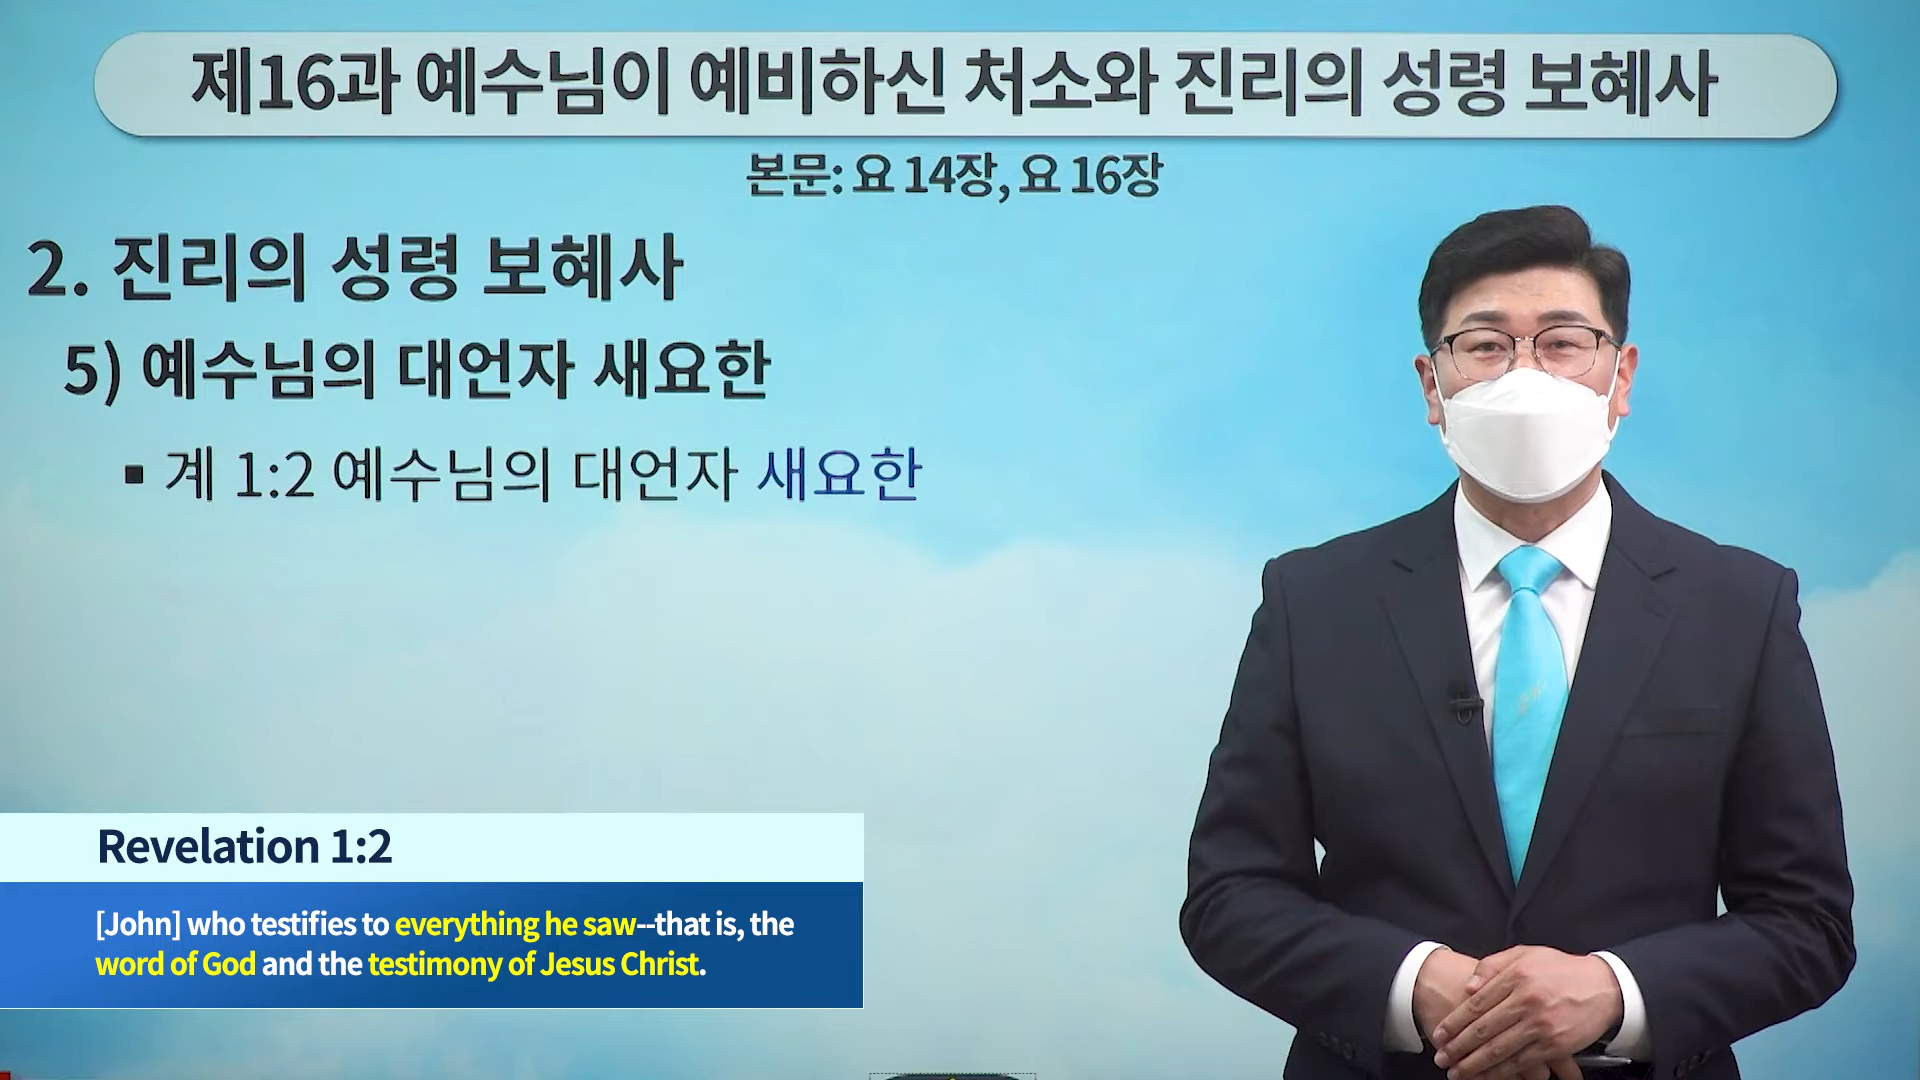 제16과 예수님이 예비하신 처소와 진리의 성령 보혜사
본문: 요 14장, 요 16장
2. 진리의 성령 보혜사
5) 예수님의 대언자 새요한
▪ 계 1:2 예수님의 대언자 새요한
Revelation 1:2
[John] who testifies to everything he saw--that is, the
word of God and the testimony of Jesus Christ.